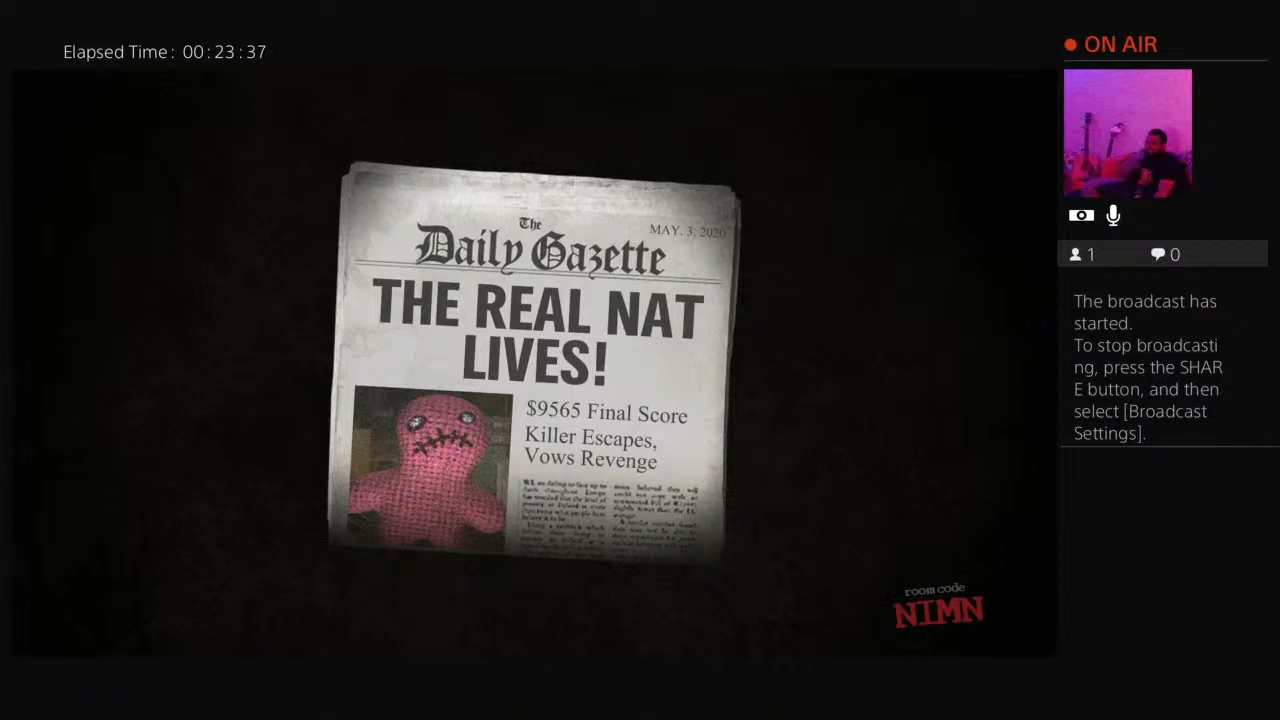 Elapsed Time: 00:23:37
ON AIR
The
Daily Gazette
MAY. 3, 2020
THE REAL NAT
LIVES!
$9565 Final Score
Killer Escapes,
Vows Revenge
1
0
The broadcast has
started.
To stop broadcasti
ng, press the SHAR
E button, and then
select [Broadcast
Settings].
room code
NIMN